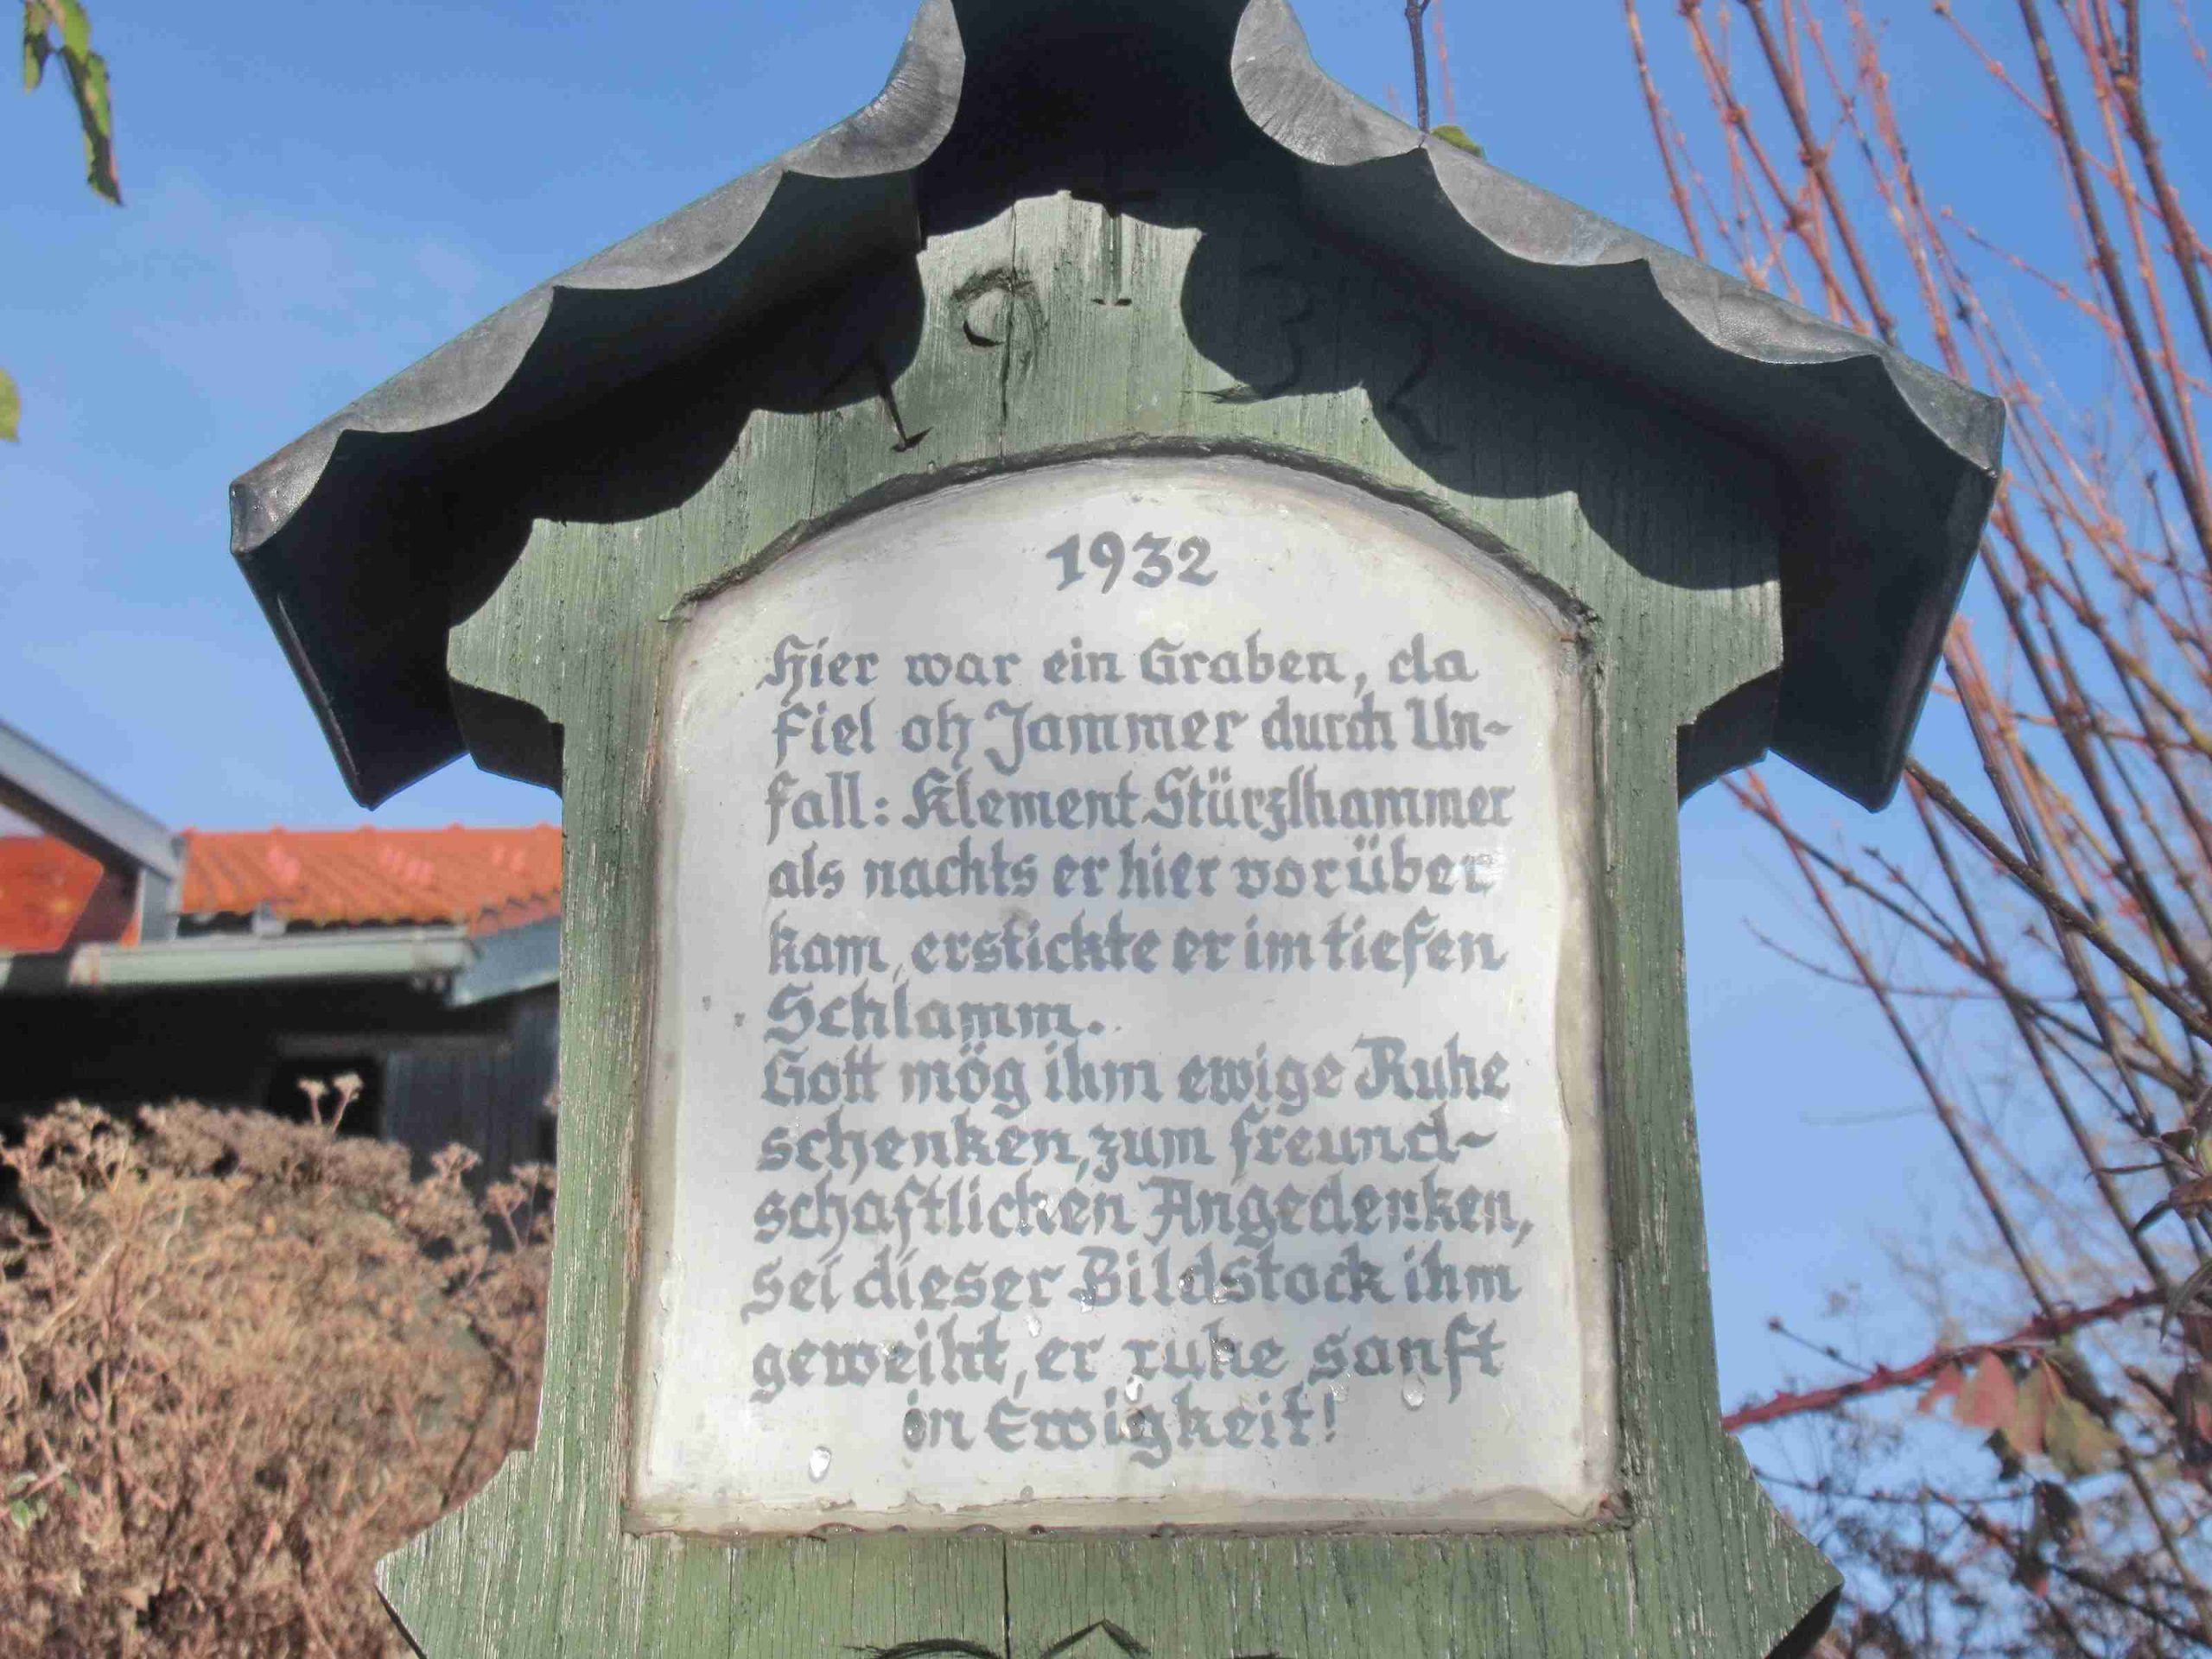 1932
Hier war ein Graben, da
fiel oh Jammer durch Un-
fall: Klement Stürzlhammer
als nachts er hier vorüber
kam, erstickte er im tiefen
Schlamm.
Gott mög ihm ewige Ruhe
schenken, zum freund-
schaftlichen Angedenken,
sei dieser Bildstock ihm
geweiht, er ruhe sanft
in Ewigkeit!